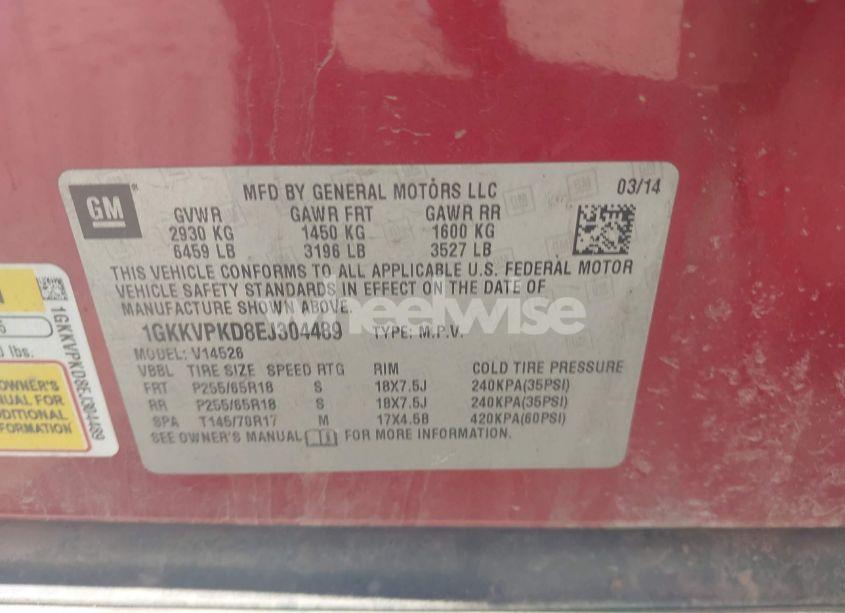 GM
MFD BY GENERAL MOTORS LLC 03/14
GVWR GAWR FRT GAWR RR
2930 KG 1450 KG 1600 KG
6459 LB 3196 LB 3527 LB
THIS VEHICLE CONFORMS TO ALL APPLICABLE U.S. FEDERAL MOTOR
VEHICLE SAFETY STANDARDS IN EFFECT ON THE DATE OF
MANUFACTURE SHOWN ABOVE.
1GKKVPKD8EJ304489 TYPE: M.P.V.
MODEL: V14526
VBBL TIRE SIZE SPEED RTG RIM COLD TIRE PRESSURE
FRT P255/65R18 S 18X7.5J 240KPA(35PSI)
RR P255/65R18 S 18X7.5J 240KPA(35PSI)
SPA T145/70R17 M 17X4.5B 420KPA(60PSI)
SEE OWNER'S MANUAL FOR MORE INFORMATION.
wheelwise
1GKKVPKD8EJ304489
lbs.
OWNER'S
FOR
INFORMATION